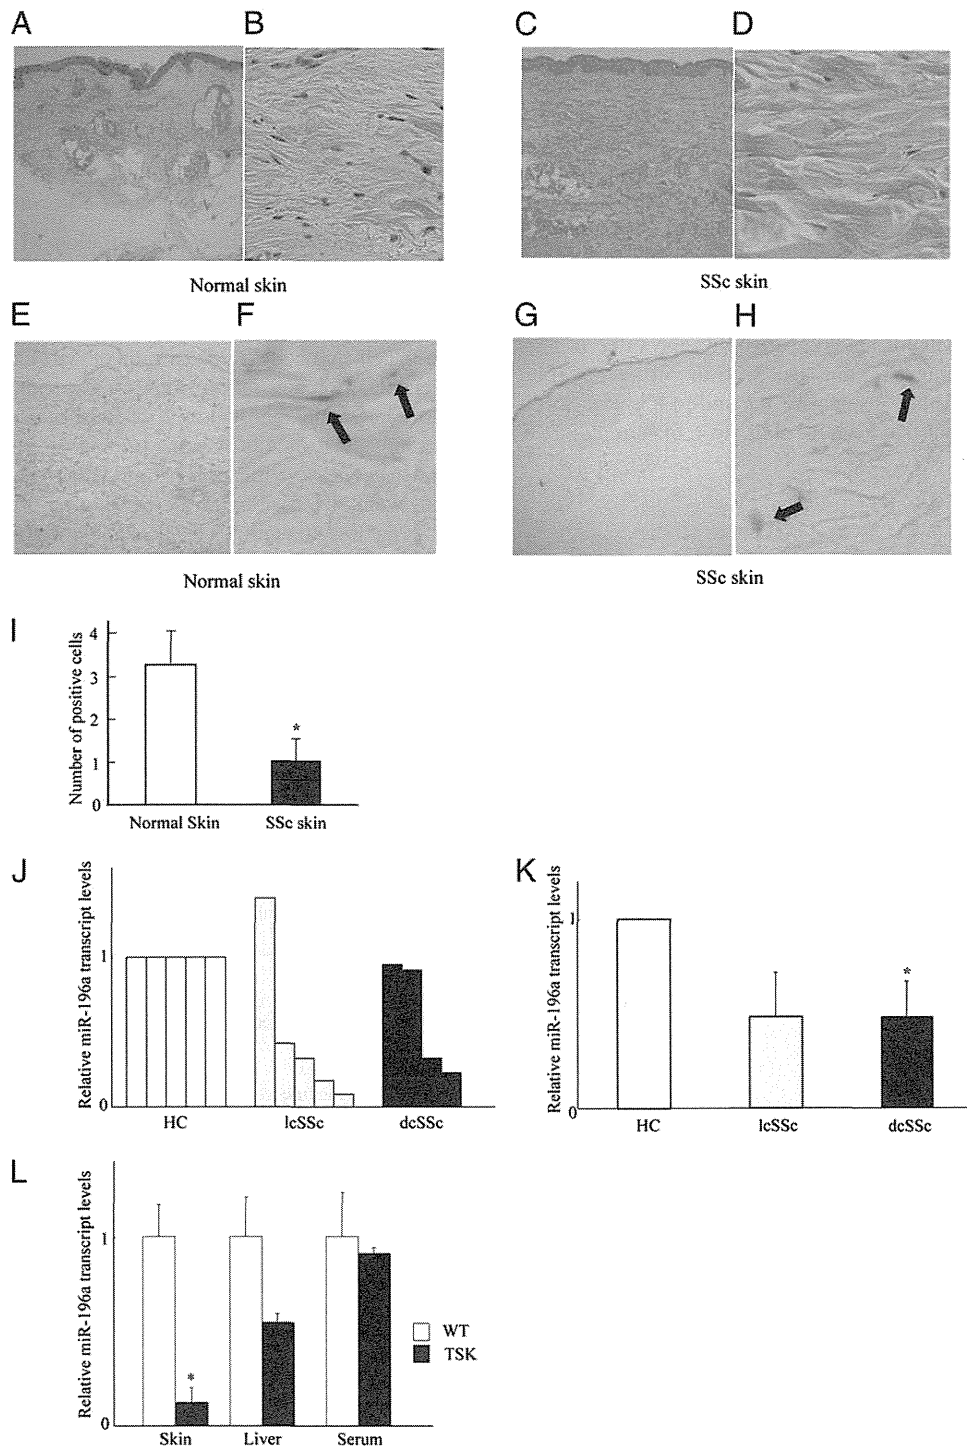 A
B
C
D
Normal skin
SSc skin
E
F
G
H
Normal skin
SSc skin
I
Number of positive cells
4
3
2
1
0
*
Normal Skin
SSc skin
J
Relative miR-196a transcript levels
1
0
HC
lcSSc
dcSSc
K
Relative miR-196a transcript levels
1
0
*
HC
lcSSc
dcSSc
L
Relative miR-196a transcript levels
1
0
*
WT
TSK
Skin
Liver
Serum